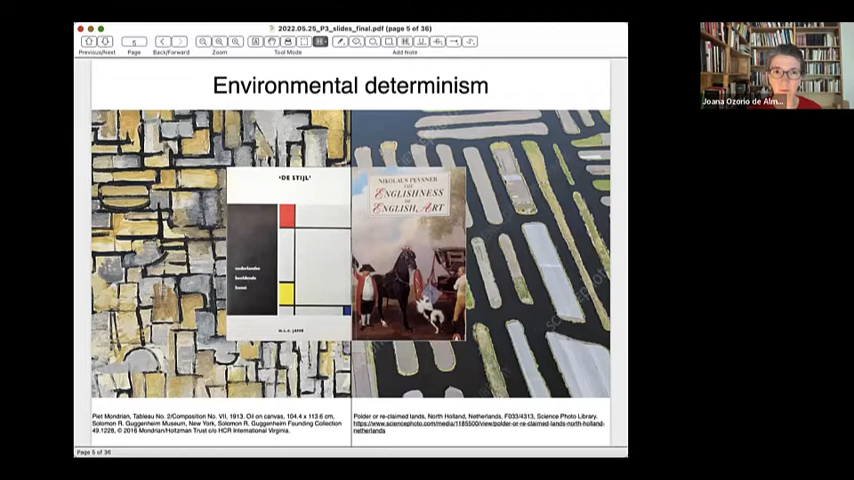 2022.05.25_P3_slides_final.pdf (page 5 of 36)
Previous/Next
Page
Back/Forward
Zoom
Tool Mode
Add Note
Joana Ozorio de Alm...
Environmental determinism
'DE STIJL'
nederlandse
beeldende
kunst
H.L.C. JAFFÉ
NIKOLAUS PEVSNER
THE
ENGLISHNESS
OF
ENGLISH ART
Piet Mondrian, Tableau No. 2/Composition No. VII, 1913. Oil on canvas, 104.4 x 113.6 cm,
Solomon R. Guggenheim Museum, New York, Solomon R. Guggenheim Founding Collection
49.1228, © 2016 Mondrian/Holtzman Trust c/o HCR International Virginia.
Polder or re-claimed lands, North Holland, Netherlands, F033/4313, Science Photo Library.
https://www.sciencephoto.com/media/1185500/view/polder-or-re-claimed-lands-north-holland-
netherlands
Page 5 of 36